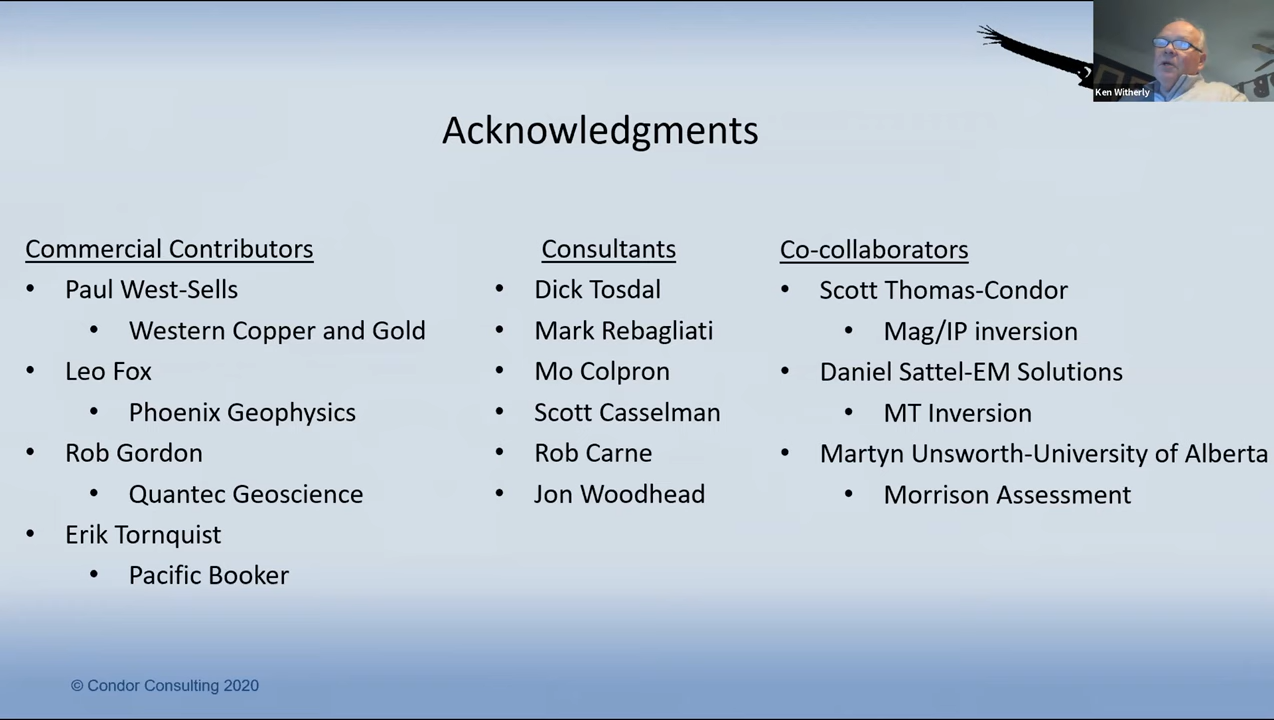 Ken Witherly
Acknowledgments
Commercial Contributors
• Paul West-Sells
• Western Copper and Gold
• Leo Fox
• Phoenix Geophysics
• Rob Gordon
• Quantec Geoscience
• Erik Tornquist
• Pacific Booker
Consultants
• Dick Tosdal
• Mark Rebagliati
• Mo Colpron
• Scott Casselman
• Rob Carne
• Jon Woodhead
Co-collaborators
• Scott Thomas-Condor
• Mag/IP inversion
• Daniel Sattel-EM Solutions
• MT Inversion
• Martyn Unsworth-University of Alberta
• Morrison Assessment
© Condor Consulting 2020